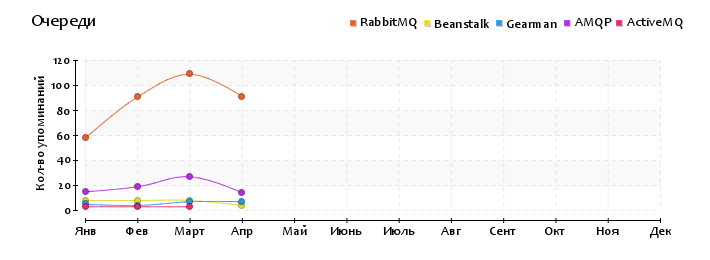 Очереди
RabbitMQ Beanstalk Gearman AMQP ActiveMQ
Кол-во упоминаний
120
100
80
60
40
20
0
Янв Фев Март Апр Май Июнь Июль Авг Сент Окт Ноя Дек